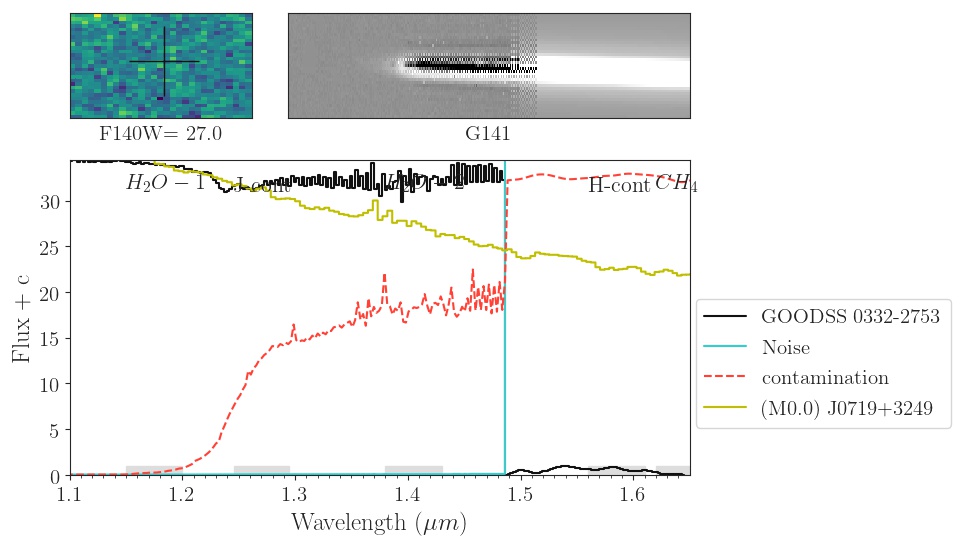 F140W= 27.0
G141
H₂O − 1
J-cont
H-cont CH₄
30
25
20
15
10
5
0
Flux + c
1.1 1.2 1.3 1.4 1.5 1.6
Wavelength (μm)
GOODSS 0332-2753
Noise
contamination
(M0.0) J0719+3249